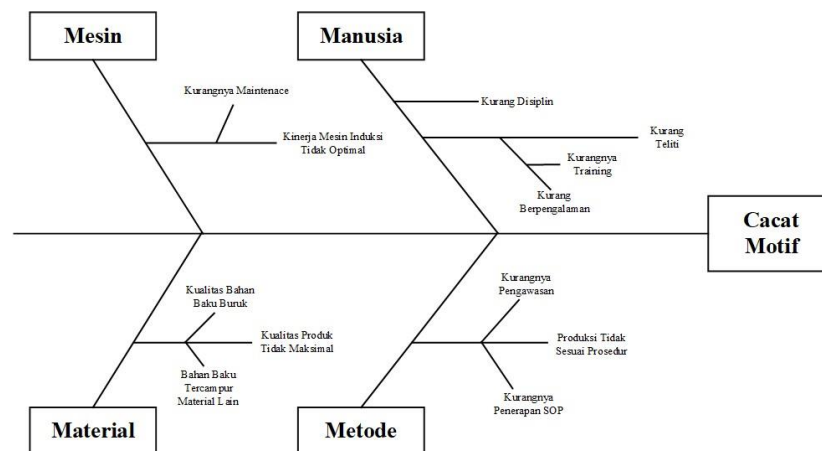 Mesin
Manusia
Kurangnya Maintenace
Kinerja Mesin Induksi
Tidak Optimal
Kurang Disiplin
Kurang
Teliti
Kurangnya
Training
Kurang
Berpengalaman
Cacat
Motif
Kualitas Bahan
Baku Buruk
Kualitas Produk
Tidak Maksimal
Bahan Baku
Tercampur
Material Lain
Kurangnya
Pengawasan
Produksi Tidak
Sesuai Prosedur
Kurangnya
Penerapan SOP
Material
Metode